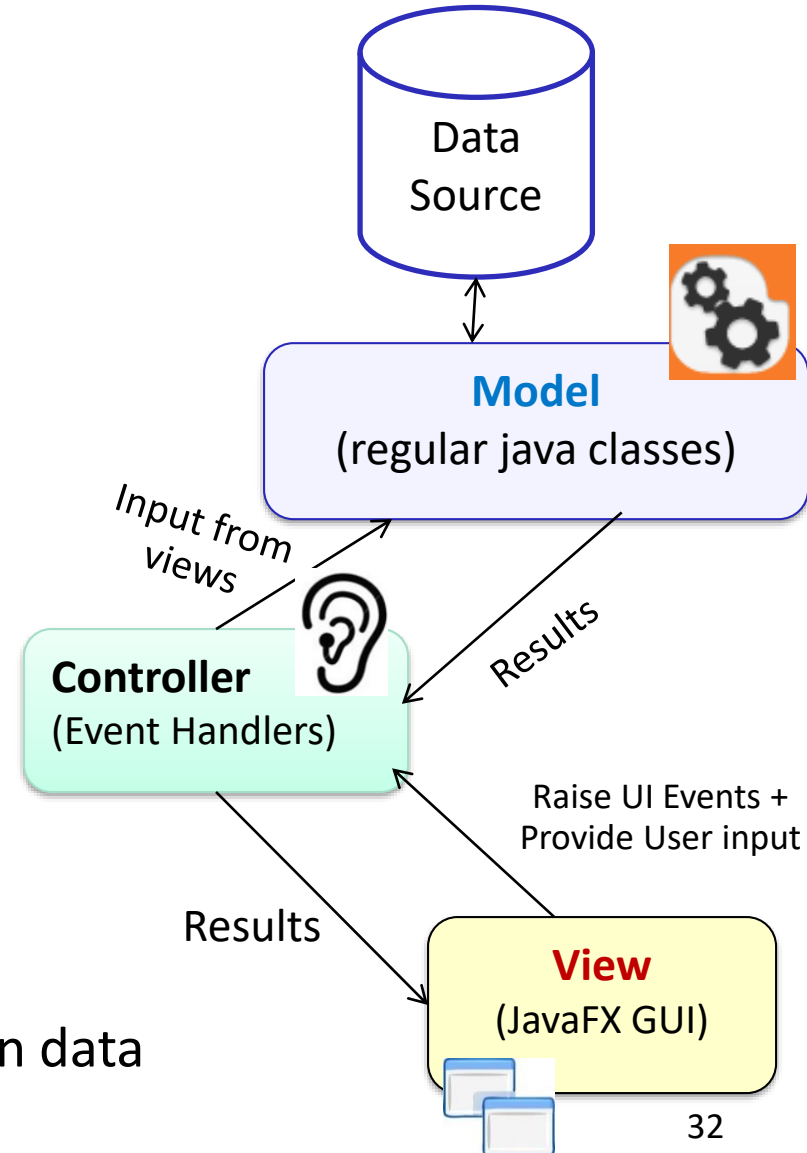 Data
Source
Model
(regular java classes)
Input from
views
Results
Controller
(Event Handlers)
Raise UI Events +
Provide User input
Results
View
(JavaFX GUI)
n data
32